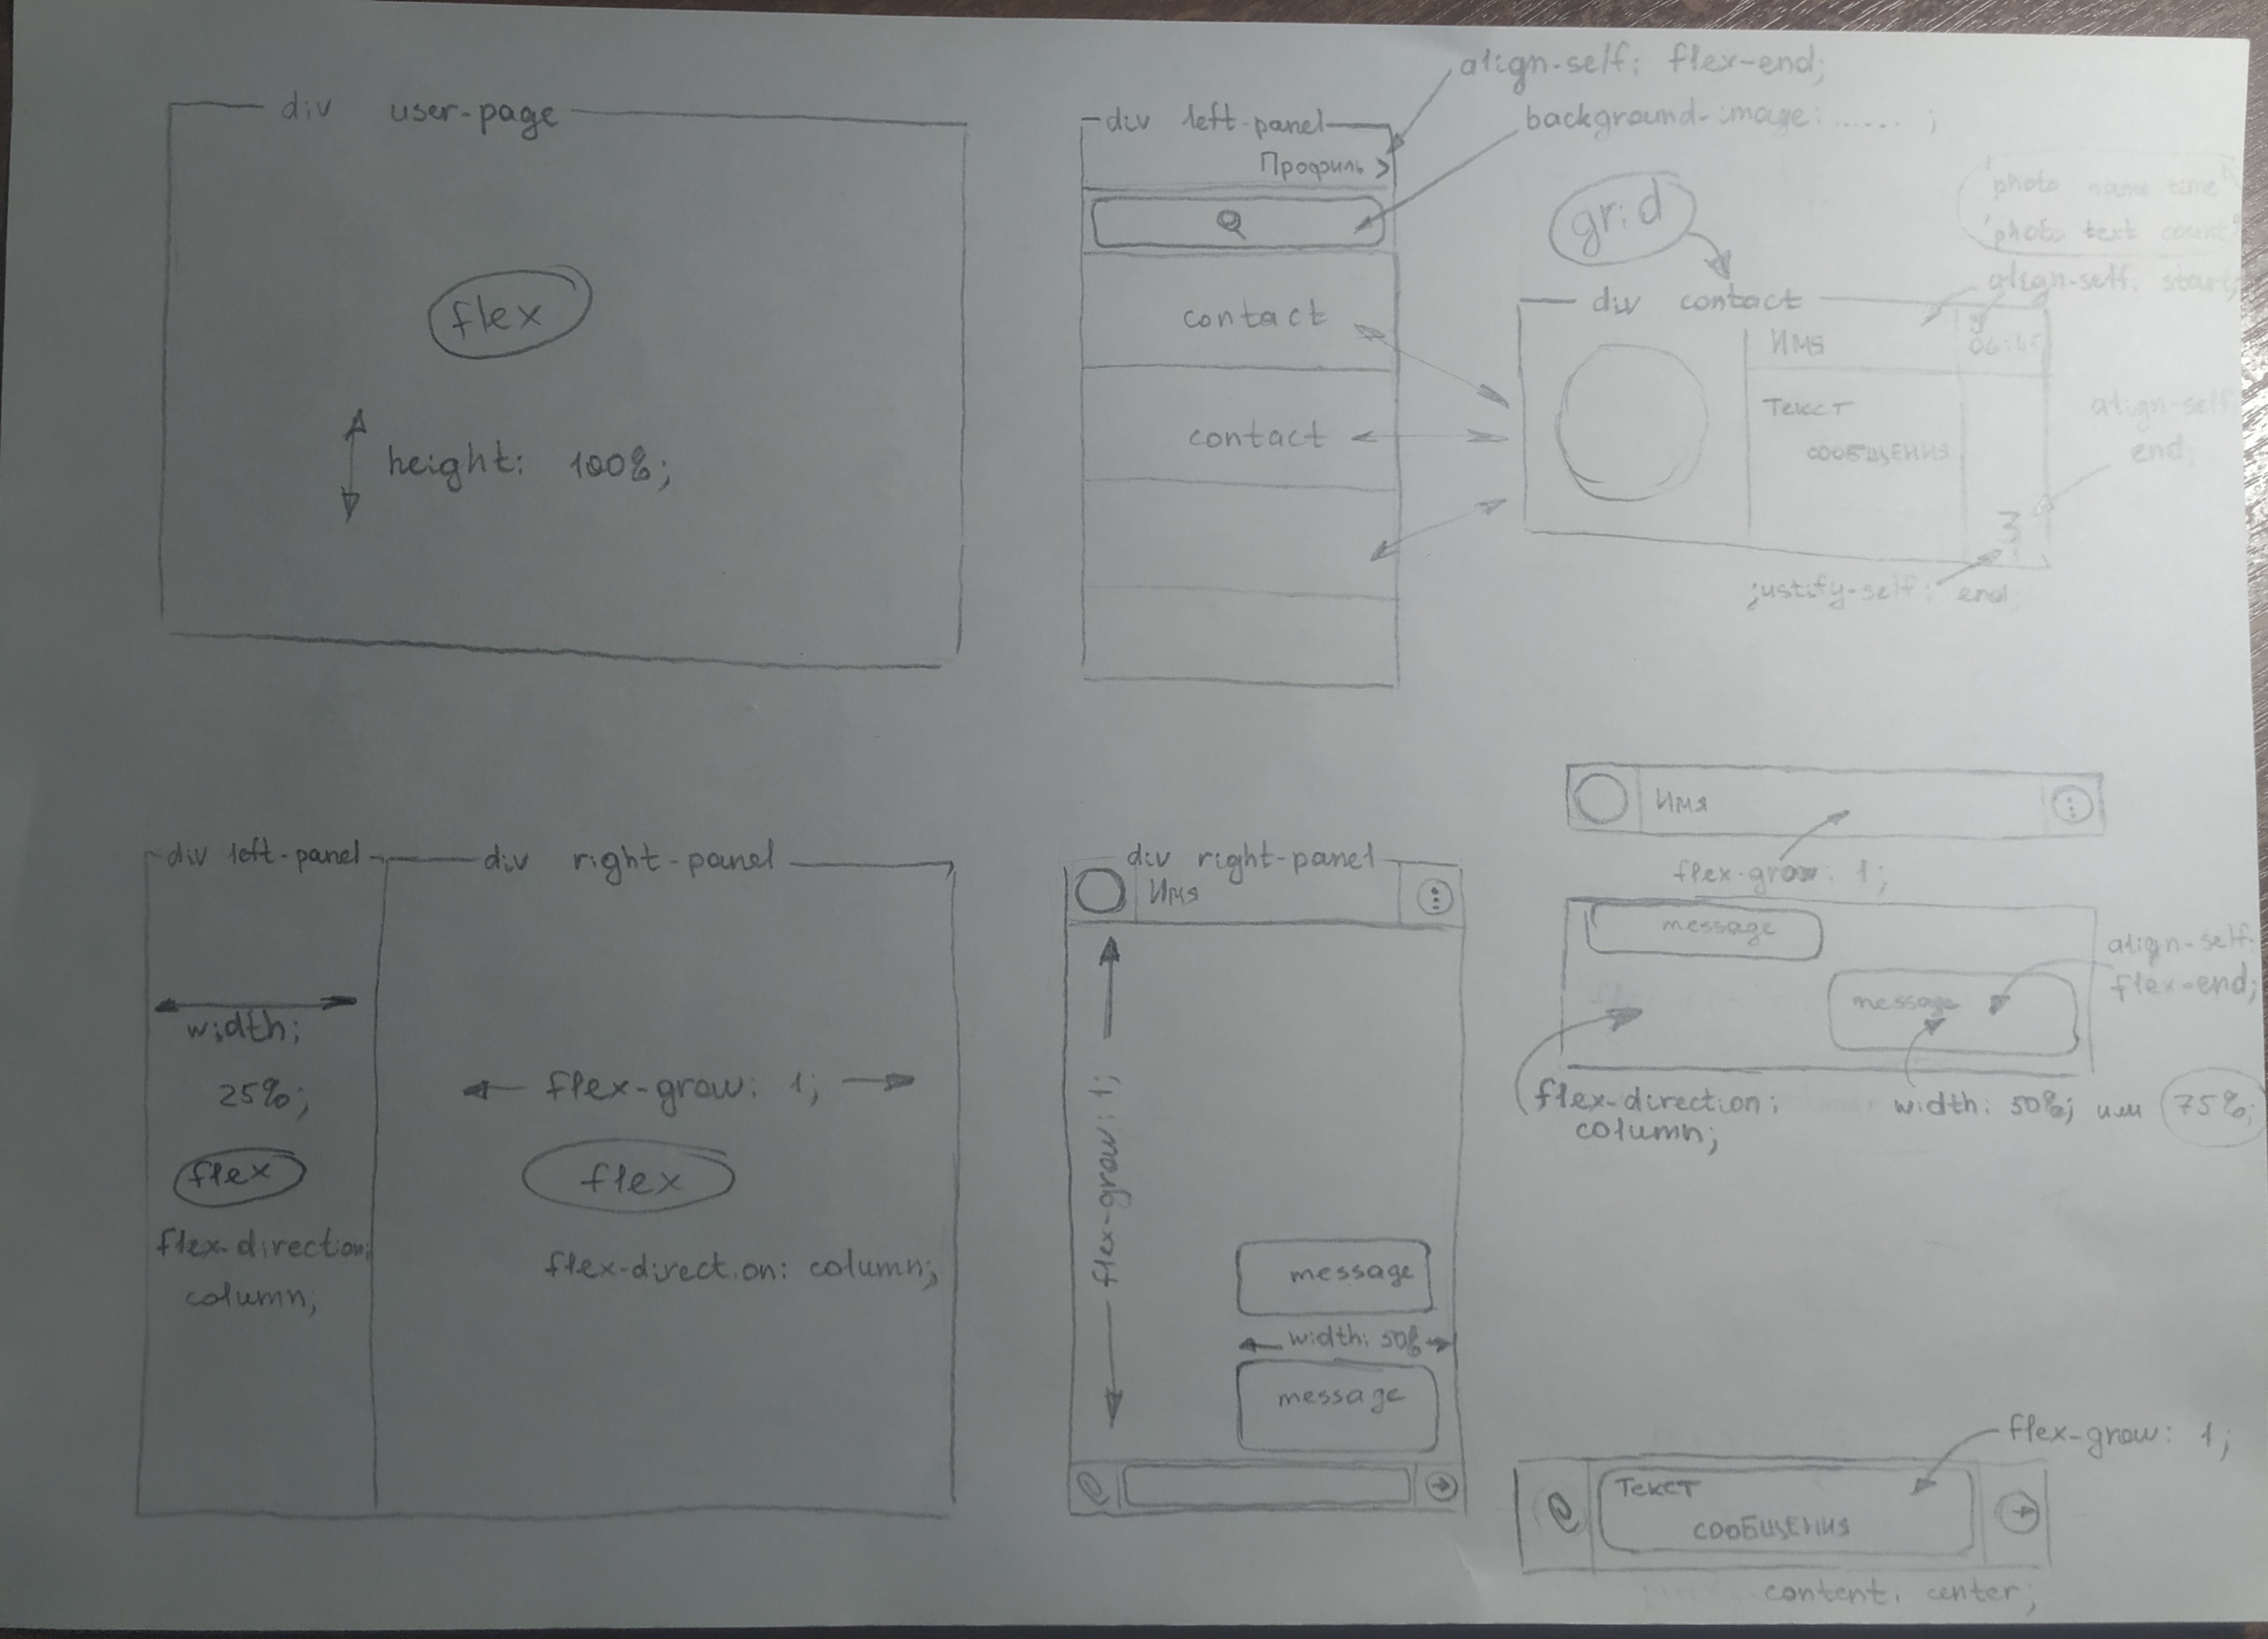 div user-page
flex
height: 100%;
align-self: flex-end;
background-image: ...... ;
div left-panel
Профиль >
contact
contact
grid
'photo name time'
'photo text count'
align-self: start;
div contact
Имя
06:45
Текст
сообщения
3
align-self:
end;
justify-self: end;
div left-panel
width:
25%;
flex
flex-direction:
column;
div right-panel
flex-grow: 1;
flex
flex-direction: column;
div right-panel
Имя
flex-grow: 1;
message
width: 50%
message
Имя
flex-grow: 1;
message
message
align-self:
flex-end;
flex-direction:
column;
width: 50%; или 75%;
flex-grow: 1;
Текст
сообщения
content: center;